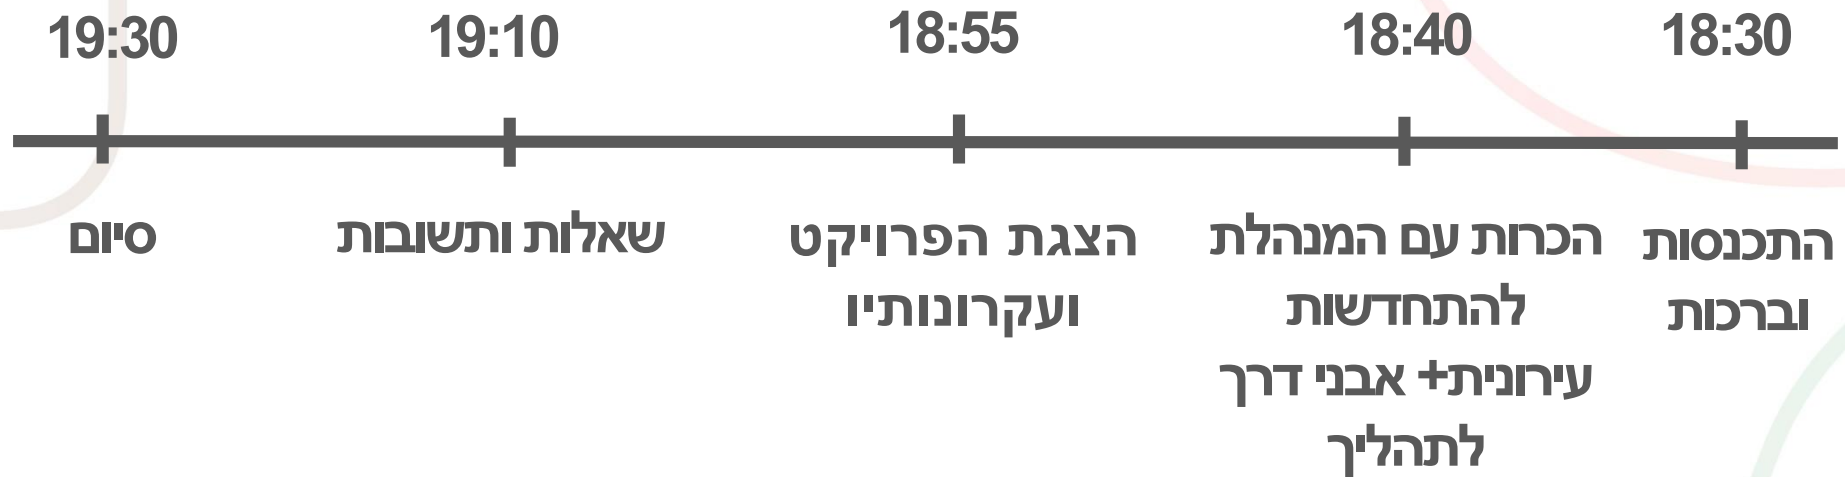 18:30
18:40
18:55
19:10
19:30
התכנסות
וברכות
הכרות עם המנהלת
להתחדשות
עירונית+ אבני דרך
לתהליך
הצגת הפרויקט
ועקרונותיו
שאלות ותשובות
סיום